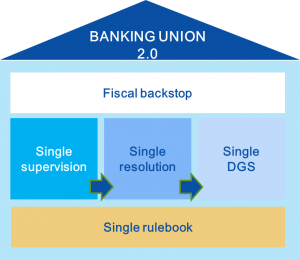 BANKING UNION
2.0
Fiscal backstop
Single
supervision
Single
resolution
Single
DGS
Single rulebook